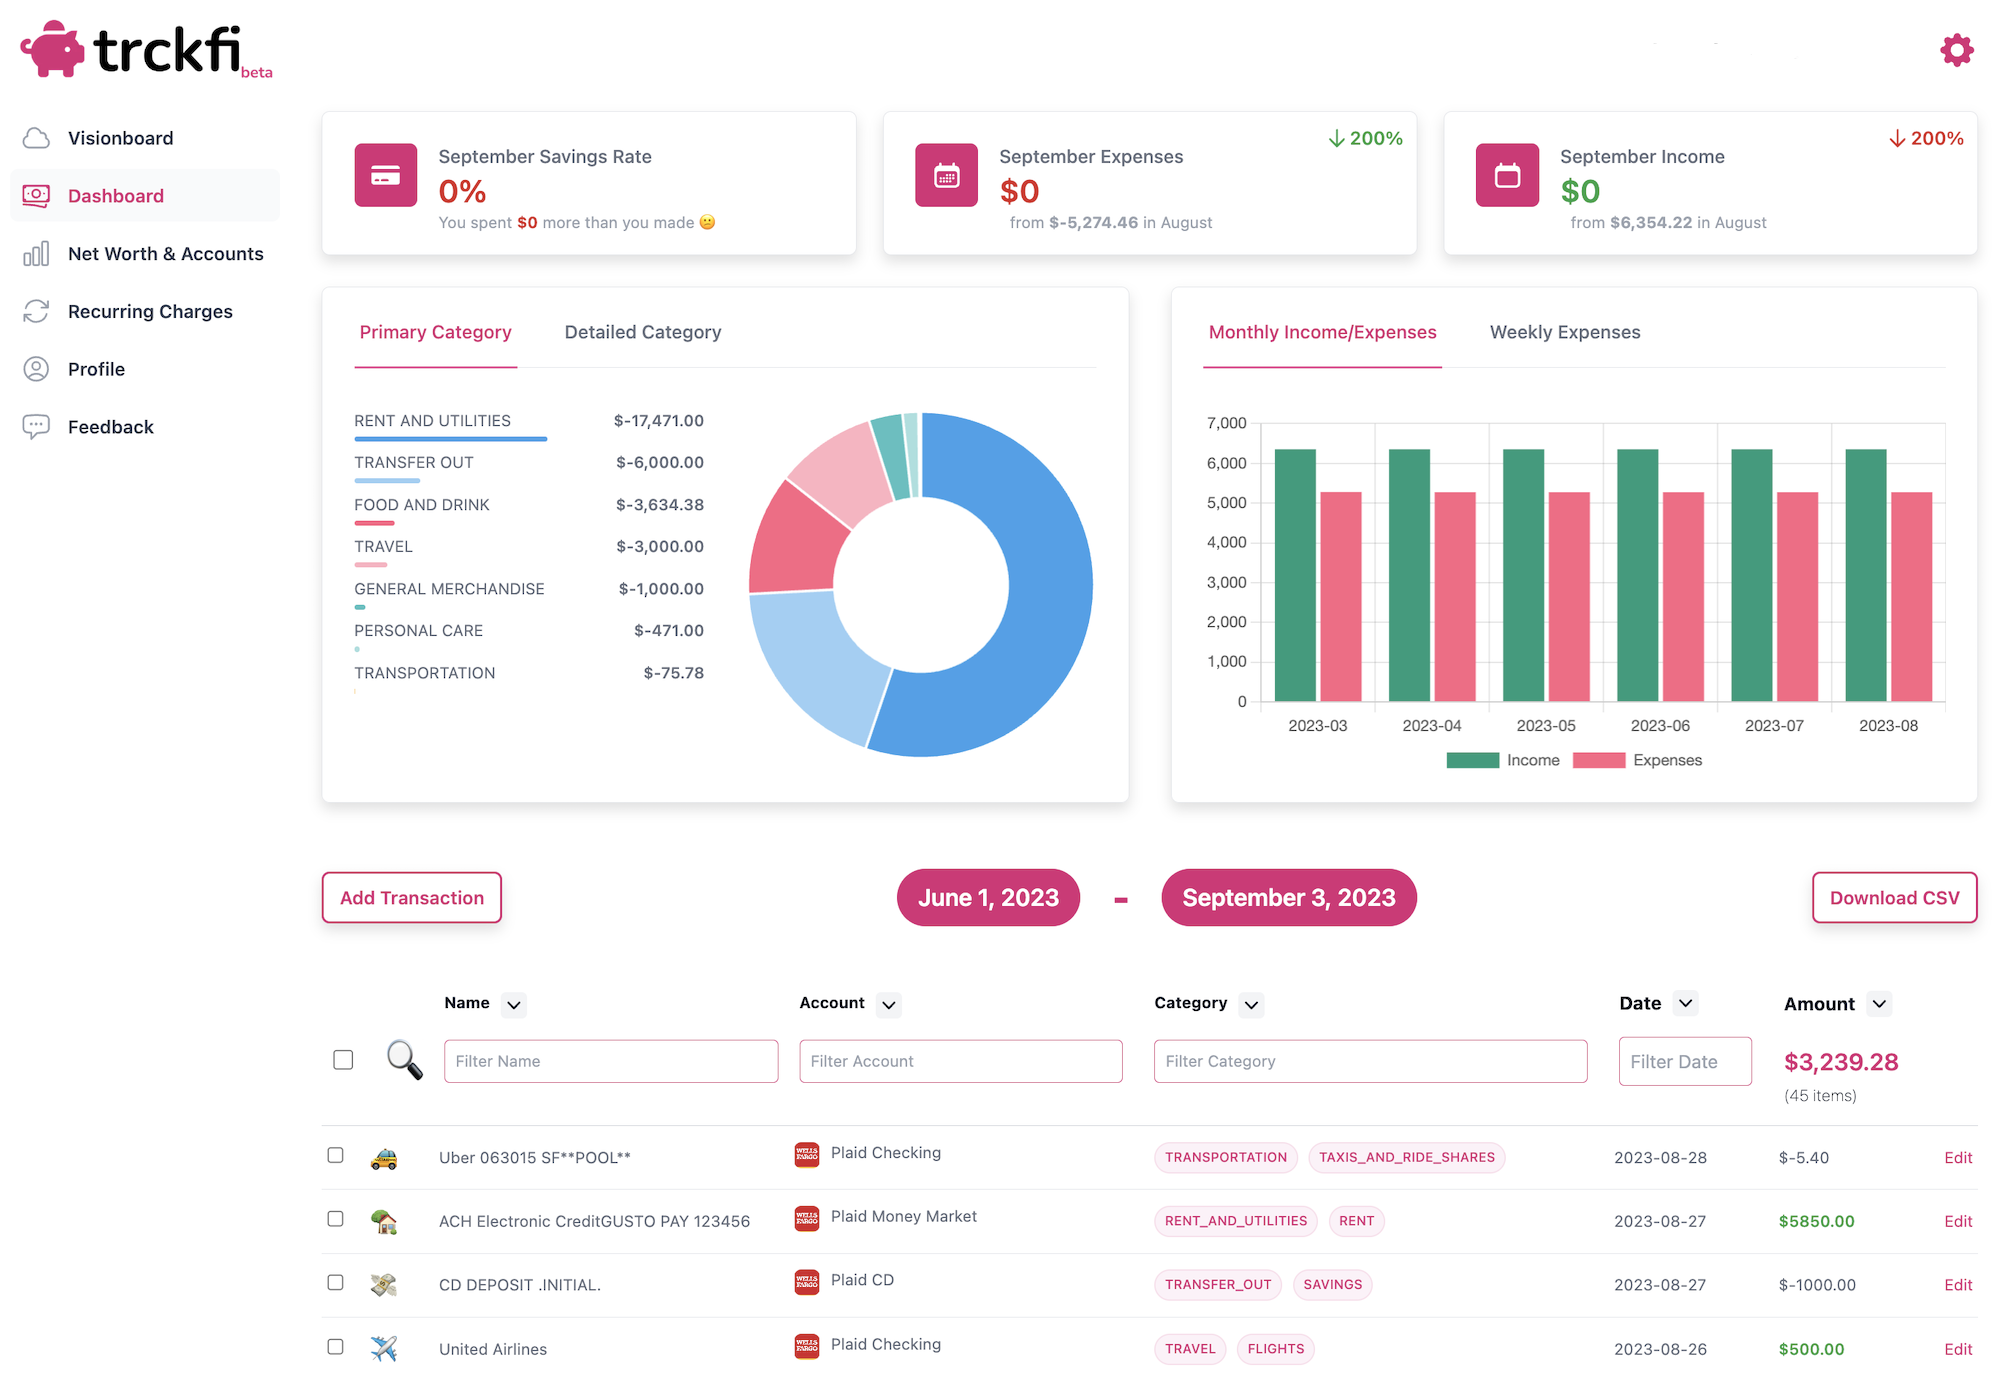 trckfi
beta
Visionboard
Dashboard
Net Worth & Accounts
Recurring Charges
Profile
Feedback
September Savings Rate
0%
You spent $0 more than you made
200%
September Expenses
$0
from $-5,274.46 in August
200%
September Income
$0
from $6,354.22 in August
Primary Category Detailed Category
RENT AND UTILITIES $-17,471.00
TRANSFER OUT $-6,000.00
FOOD AND DRINK $-3,634.38
TRAVEL $-3,000.00
GENERAL MERCHANDISE $-1,000.00
PERSONAL CARE $-471.00
TRANSPORTATION $-75.78
Monthly Income/Expenses Weekly Expenses
7,000
6,000
5,000
4,000
3,000
2,000
1,000
0
2023-03 2023-04 2023-05 2023-06 2023-07 2023-08
Income Expenses
Add Transaction
June 1, 2023 - September 3, 2023
Download CSV
Name Account Category Date Amount
Filter Name Filter Account Filter Category Filter Date $3,239.28
(45 items)
Uber 063015 SF**POOL** WELLS FARGO Plaid Checking TRANSPORTATION TAXIS_AND_RIDE_SHARES 2023-08-28 $-5.40 Edit
ACH Electronic CreditGUSTO PAY 123456 WELLS FARGO Plaid Money Market RENT_AND_UTILITIES RENT 2023-08-27 $5850.00 Edit
CD DEPOSIT .INITIAL. WELLS FARGO Plaid CD TRANSFER_OUT SAVINGS 2023-08-27 $-1000.00 Edit
United Airlines WELLS FARGO Plaid Checking TRAVEL FLIGHTS 2023-08-26 $500.00 Edit